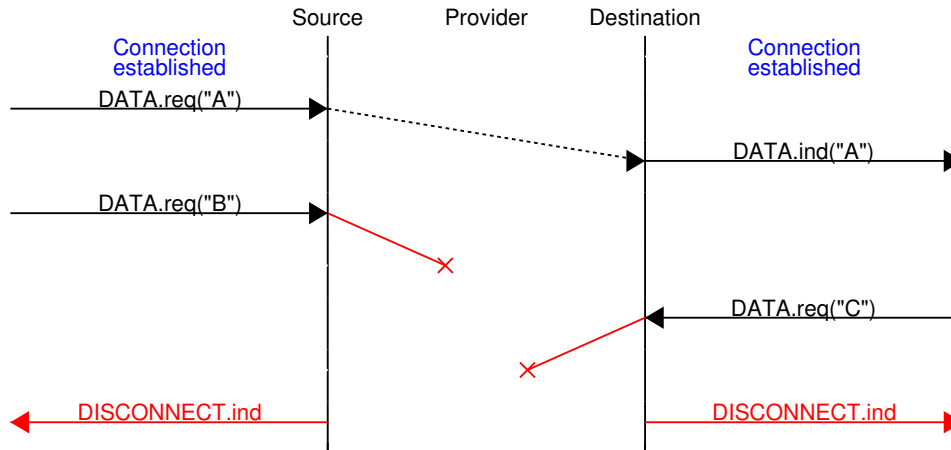 Source Provider Destination
Connection
established
Connection
established
DATA.req("A")
DATA.ind("A")
DATA.req("B")
DATA.req("C")
DISCONNECT.ind
DISCONNECT.ind